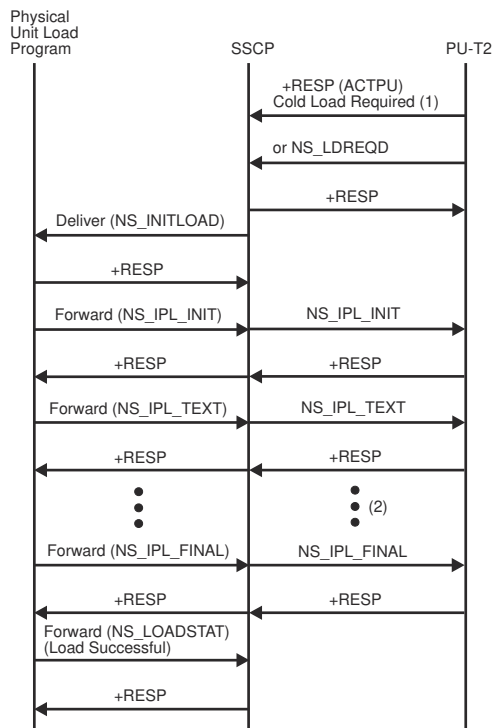 Physical
Unit Load
Program
SSCP
PU-T2
+RESP (ACTPU)
Cold Load Required (1)
or NS_LDREQD
+RESP
Deliver (NS_INITLOAD)
+RESP
Forward (NS_IPL_INIT)
NS_IPL_INIT
+RESP
+RESP
Forward (NS_IPL_TEXT)
NS_IPL_TEXT
+RESP
+RESP
(2)
Forward (NS_IPL_FINAL)
NS_IPL_FINAL
+RESP
+RESP
Forward (NS_LOADSTAT)
(Load Successful)
+RESP